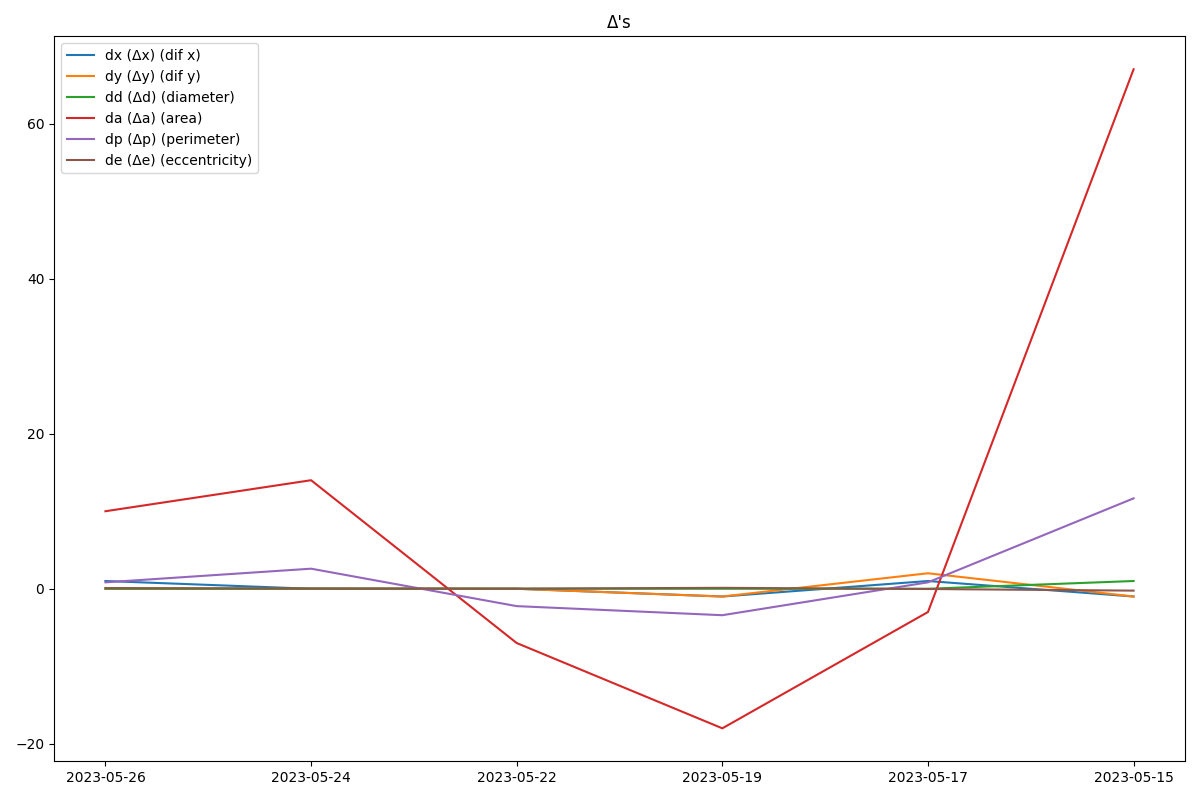 Δ's
dx (Δx) (dif x)
dy (Δy) (dif y)
dd (Δd) (diameter)
da (Δa) (area)
dp (Δp) (perimeter)
de (Δe) (eccentricity)
60
40
20
0
−20
2023-05-26 2023-05-24 2023-05-22 2023-05-19 2023-05-17 2023-05-15